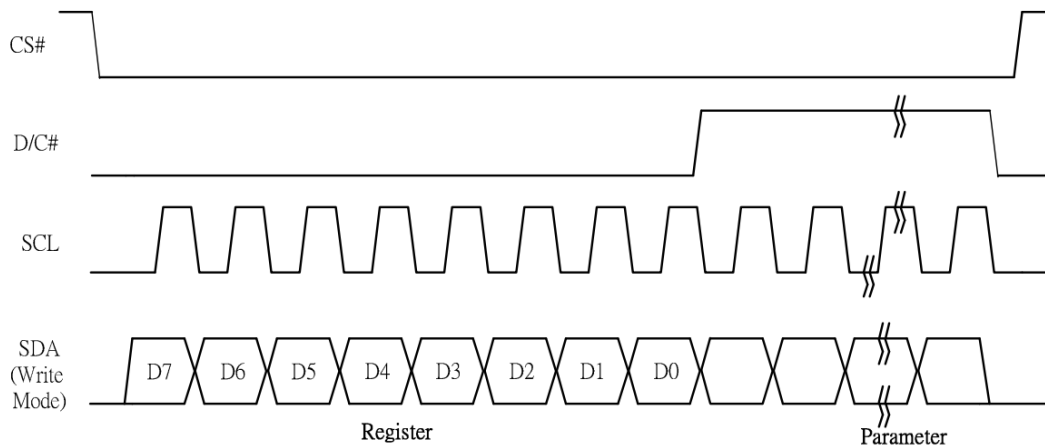 CS#
D/C#
SCL
SDA
(Write
Mode)
D7 D6 D5 D4 D3 D2 D1 D0
Register
Parameter